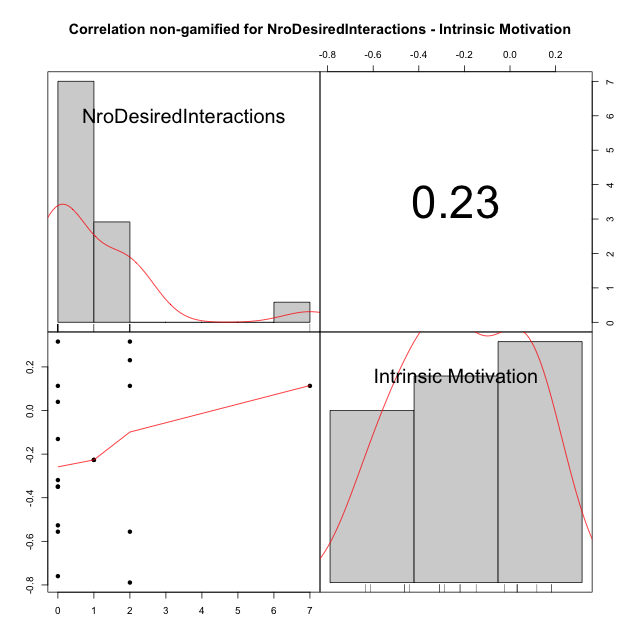 Correlation non-gamified for NroDesiredInteractions - Intrinsic Motivation
-0.8 -0.6 -0.4 -0.2 0.0 0.2
NroDesiredInteractions
0.23
0 1 2 3 4 5 6 7
Intrinsic Motivation
-0.8 -0.6 -0.4 -0.2 0.0 0.2
0 1 2 3 4 5 6 7